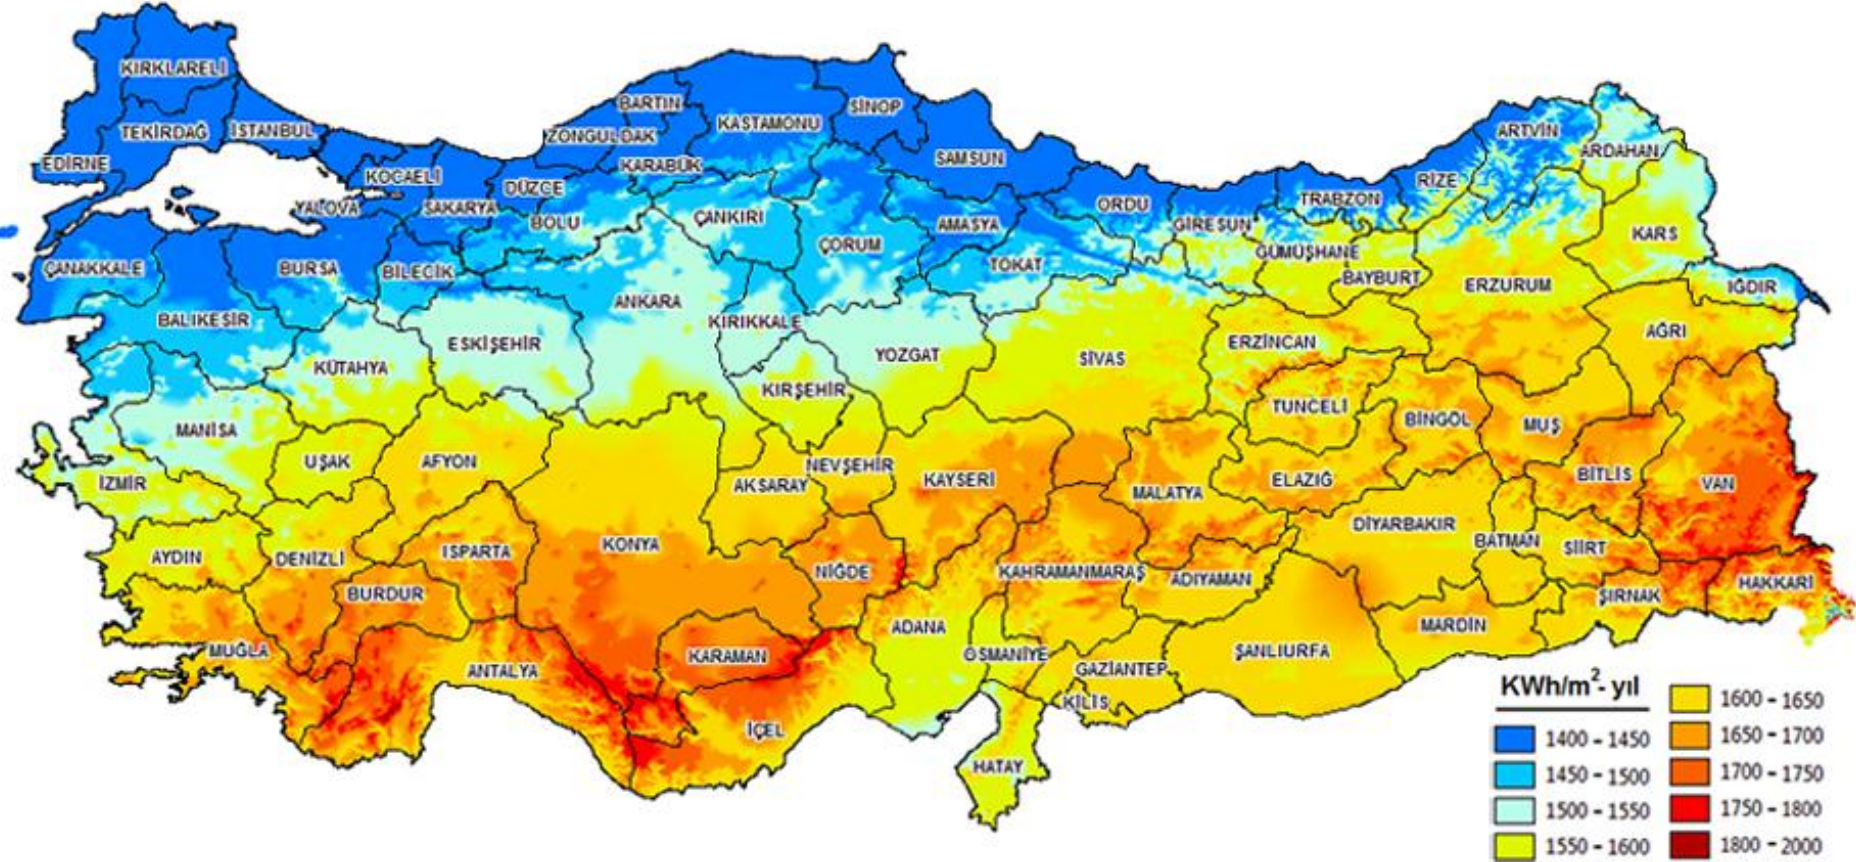 KIRKLARELİ
TEKİRDAĞ
İSTANBUL
EDİRNE
KOCAELİ
YALOVA
SAKARYA
DÜZCE
BOLU
ZONGULDAK
BARTIN
KARABÜK
KASTAMONU
SİNOP
SAMSUN
ÇANKIRI
ÇORUM
AMASYA
TOKAT
ORDU
GİRESUN
TRABZON
RİZE
ARTVİN
ARDAHAN
KARS
GÜMÜŞHANE
BAYBURT
ERZURUM
IĞDIR
AĞRI
ÇANAKKALE
BURSA
BİLECİK
BALIKESİR
KÜTAHYA
ESKİŞEHİR
ANKARA
KIRIKKALE
KIRŞEHİR
YOZGAT
SİVAS
ERZİNCAN
TUNCELİ
BİNGÖL
MUŞ
BİTLİS
VAN
MANİSA
İZMİR
UŞAK
AFYON
AKSARAY
NEVŞEHİR
KAYSERİ
MALATYA
ELAZIĞ
DİYARBAKIR
BATMAN
SİİRT
AYDIN
DENİZLİ
ISPARTA
BURDUR
KONYA
NİĞDE
KAHRAMANMARAŞ
ADIYAMAN
ŞIRNAK
HAKKARİ
MARDİN
MUĞLA
ANTALYA
KARAMAN
İÇEL
ADANA
OSMANİYE
GAZİANTEP
KİLİS
ŞANLIURFA
HATAY
KWh/m²- yıl
1400 - 1450
1450 - 1500
1500 - 1550
1550 - 1600
1600 - 1650
1650 - 1700
1700 - 1750
1750 - 1800
1800 - 2000